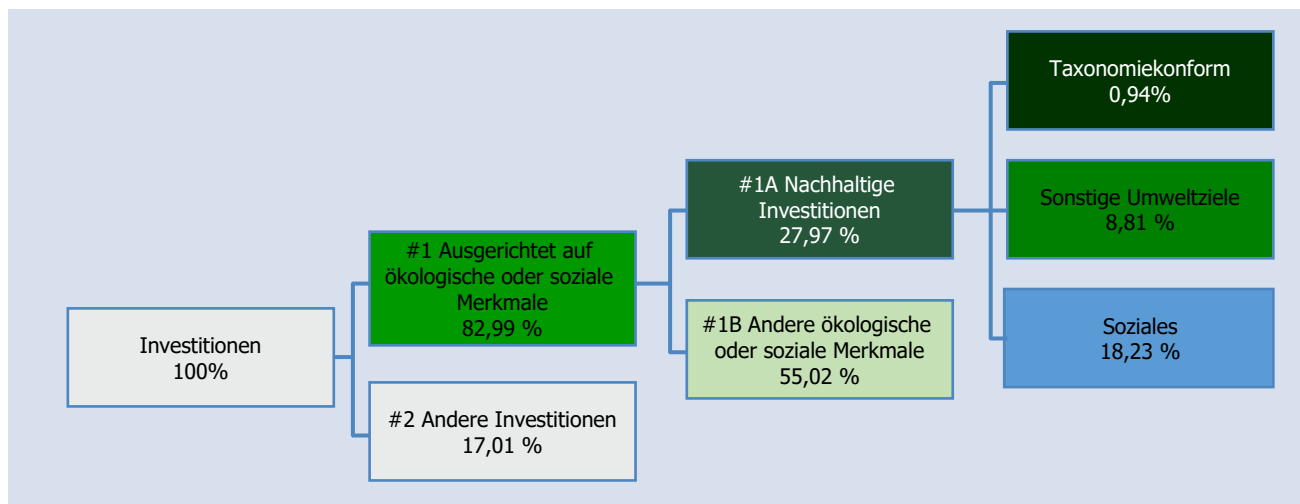 Investitionen
100%
#1 Ausgerichtet auf
ökologische oder soziale
Merkmale
82,99 %
#2 Andere Investitionen
17,01 %
#1A Nachhaltige
Investitionen
27,97 %
#1B Andere ökologische
oder soziale Merkmale
55,02 %
Taxonomiekonform
0,94%
Sonstige Umweltziele
8,81 %
Soziales
18,23 %